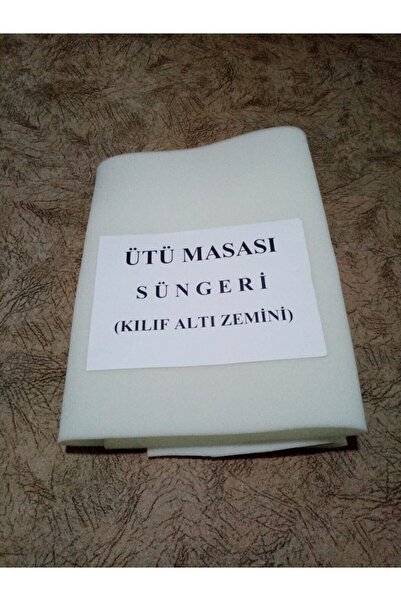 ÜTÜ MASASI
SÜNGERİ
(KILIF ALTI ZEMİNİ)